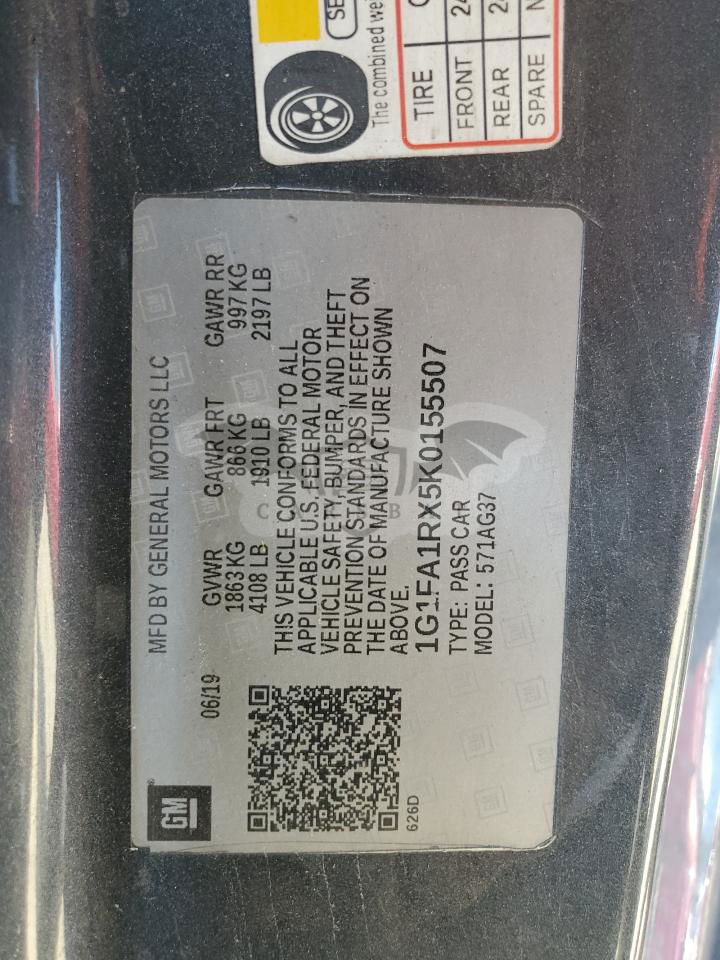 GM
MFD BY GENERAL MOTORS LLC
06/19
GVWR GAWR FRT GAWR RR
1863 KG 866 KG 997 KG
4108 LB 1910 LB 2197 LB
THIS VEHICLE CONFORMS TO ALL
APPLICABLE U.S. FEDERAL MOTOR
VEHICLE SAFETY, BUMPER, AND THEFT
PREVENTION STANDARDS IN EFFECT ON
THE DATE OF MANUFACTURE SHOWN
ABOVE.
1G1FA1RX5K0155507
TYPE: PASS CAR
MODEL: 571AG37
626D
The combined
TIRE
FRONT
REAR
SPARE